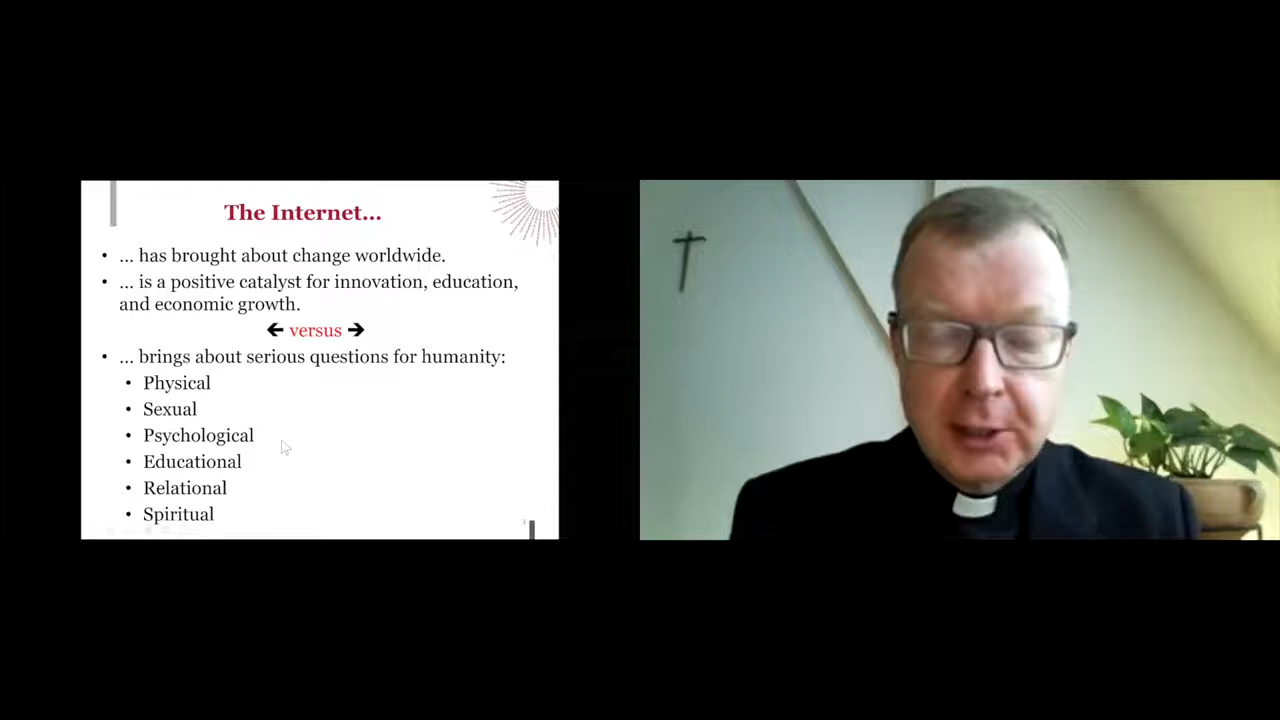 The Internet...
• ... has brought about change worldwide.
• ... is a positive catalyst for innovation, education,
and economic growth.
← versus →
• ... brings about serious questions for humanity:
• Physical
• Sexual
• Psychological
• Educational
• Relational
• Spiritual
3